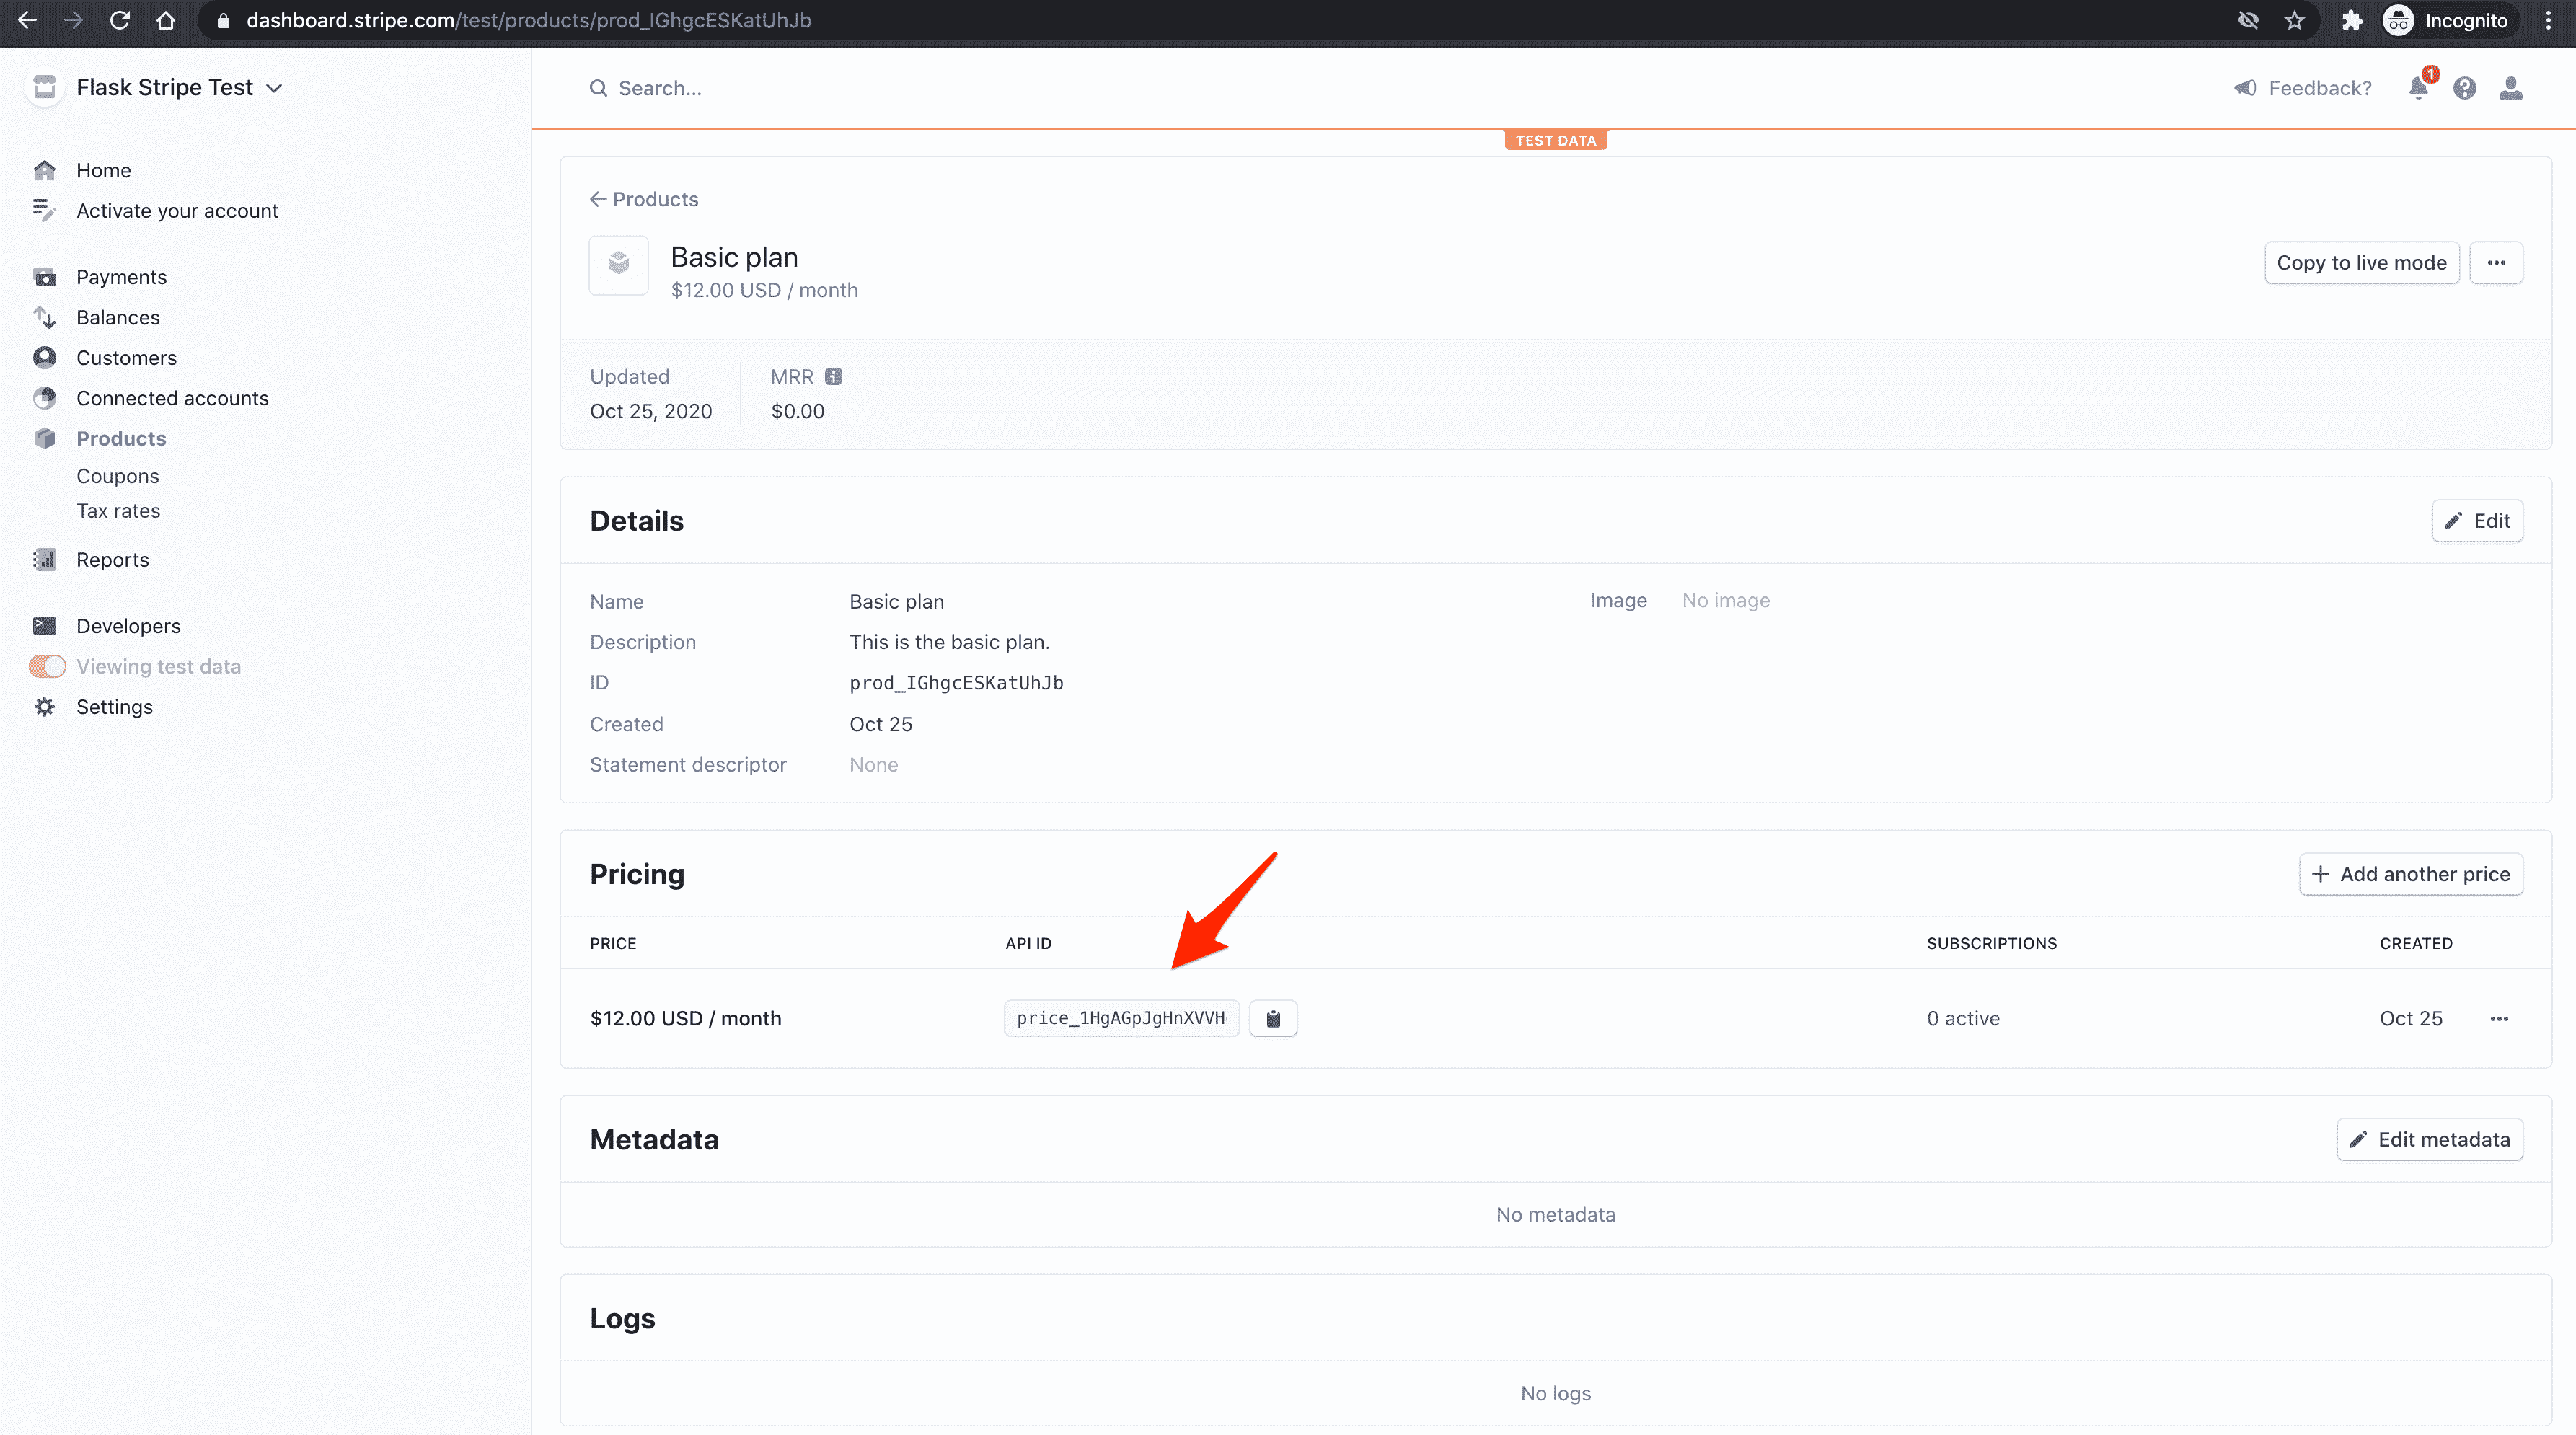 dashboard.stripe.com/test/products/prod_IGhgcESKatUhJb
Incognito
Flask Stripe Test
Search...
Feedback?
1
TEST DATA
Home
Activate your account
Payments
Balances
Customers
Connected accounts
Products
Coupons
Tax rates
Reports
Developers
Viewing test data
Settings
Products
Basic plan
$12.00 USD / month
Copy to live mode
Updated
Oct 25, 2020
MRR
$0.00
Details
Edit
Name Basic plan
Image No image
Description This is the basic plan.
ID prod_IGhgcESKatUhJb
Created Oct 25
Statement descriptor None
Pricing
Add another price
PRICE API ID SUBSCRIPTIONS CREATED
$12.00 USD / month price_1HgAGpJgHnXVVH 0 active Oct 25
Metadata
Edit metadata
No metadata
Logs
No logs